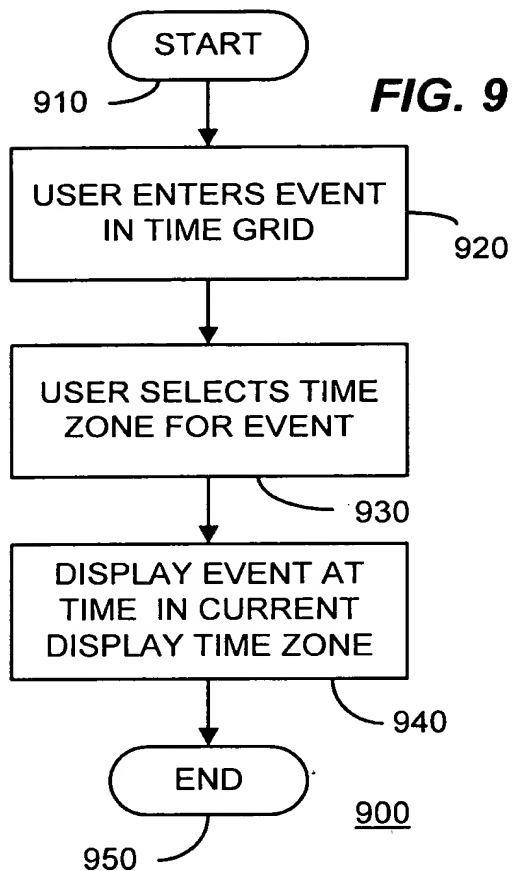 START
910
FIG. 9
USER ENTERS EVENT
IN TIME GRID
920
USER SELECTS TIME
ZONE FOR EVENT
930
DISPLAY EVENT AT
TIME IN CURRENT
DISPLAY TIME ZONE
940
END
900
950